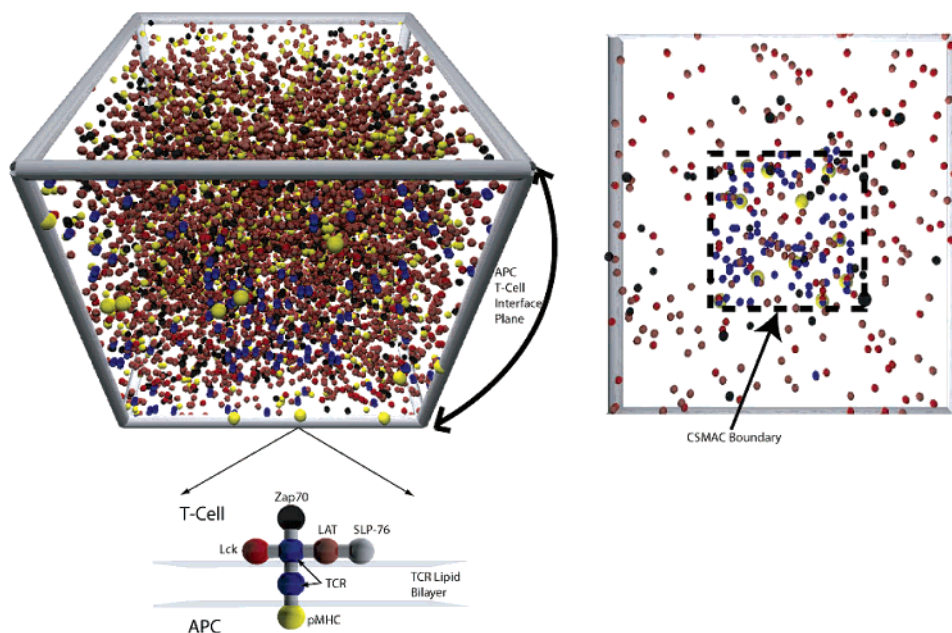 APC
T-Cell
Interface
Plane
CSMAC Boundary
Zap70
T-Cell
LAT
SLP-76
Lck
TCR
TCR Lipid
Bilayer
APC
pMHC